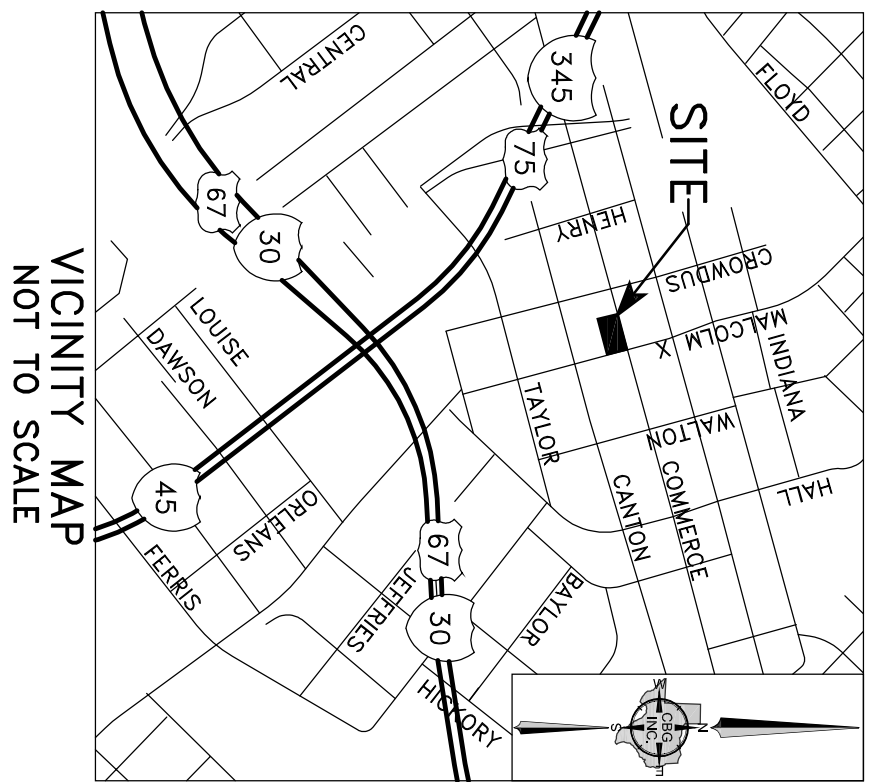 VICINITY MAP
NOT TO SCALE
SITE
FLOYD
CENTRAL
345
75
67
30
HENRY
CROWDUS
MALCOLM X
INDIANA
LOUISE
DAWSON
TAYLOR
WALTON
CANTON
COMMERCE
HALL
45
ORLEANS
FERRIS
67
30
JEFFRIES
BAYLOR
HICKORY
N
W
E
S
CBG
INC.